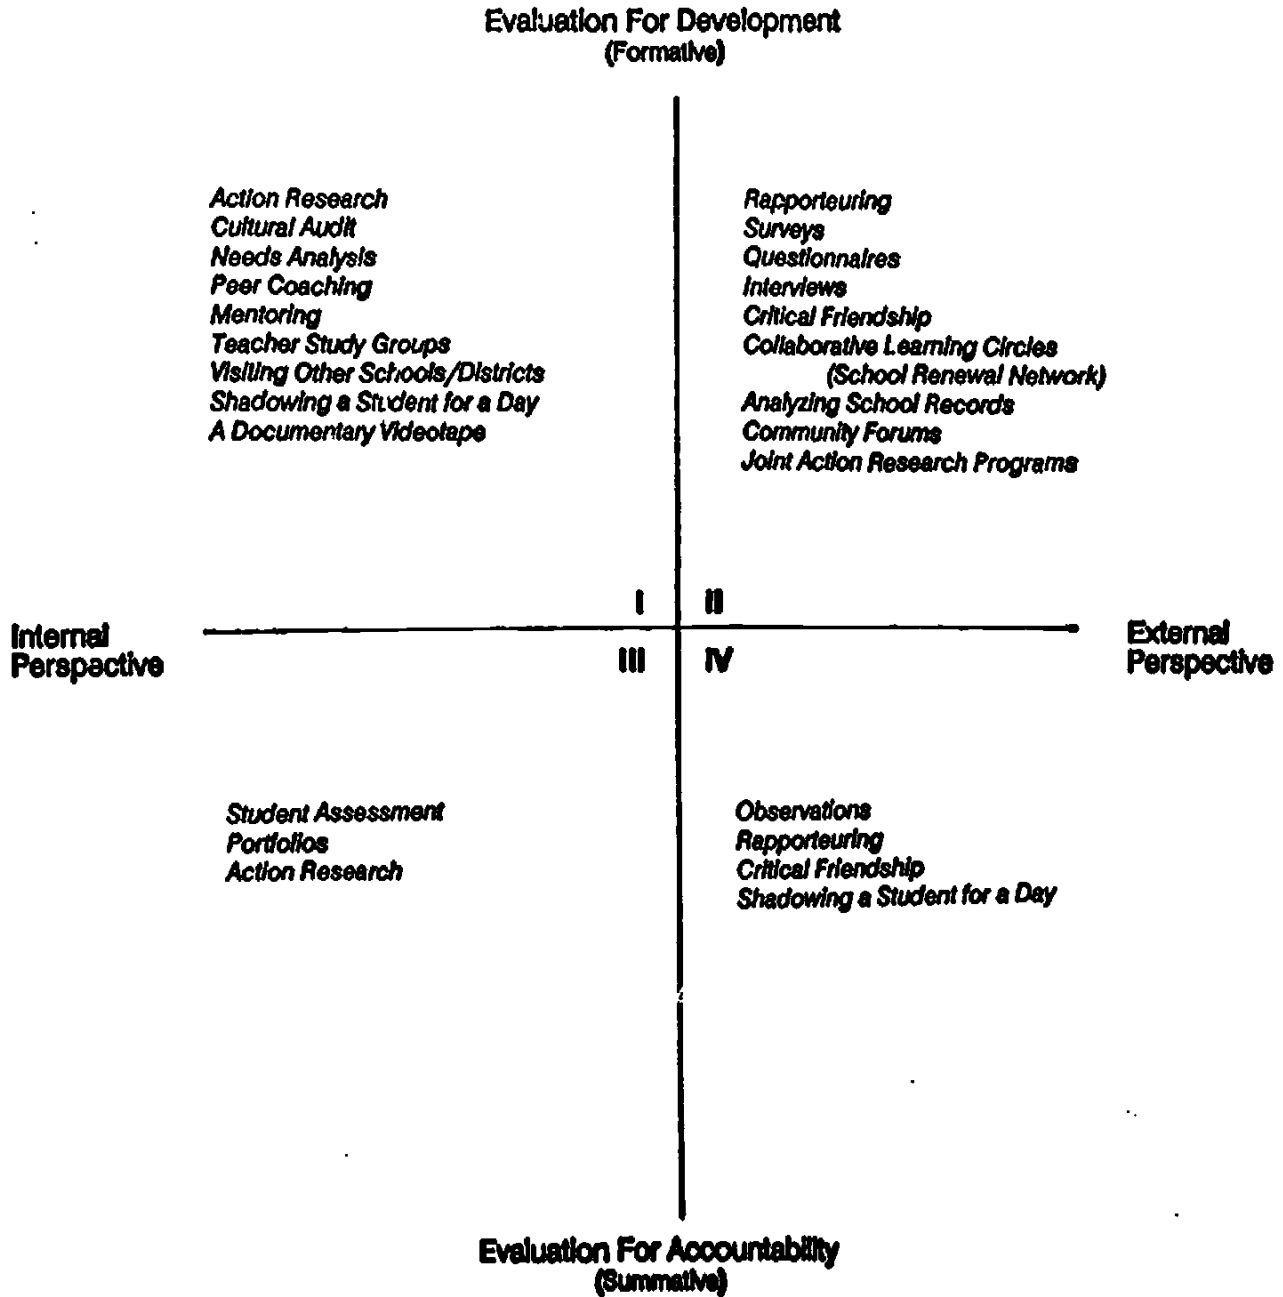 Evaluation For Development
(Formative)
Action Research
Cultural Audit
Needs Analysis
Peer Coaching
Mentoring
Teacher Study Groups
Visiting Other Schools/Districts
Shadowing a Student for a Day
A Documentary Videotape
Rapporteuring
Surveys
Questionnaires
Interviews
Critical Friendship
Collaborative Learning Circles
(School Renewal Network)
Analyzing School Records
Community Forums
Joint Action Research Programs
I
II
Internal
Perspective
External
Perspective
III
IV
Student Assessment
Portfolios
Action Research
Observations
Rapporteuring
Critical Friendship
Shadowing a Student for a Day
Evaluation For Accountability
(Summative)